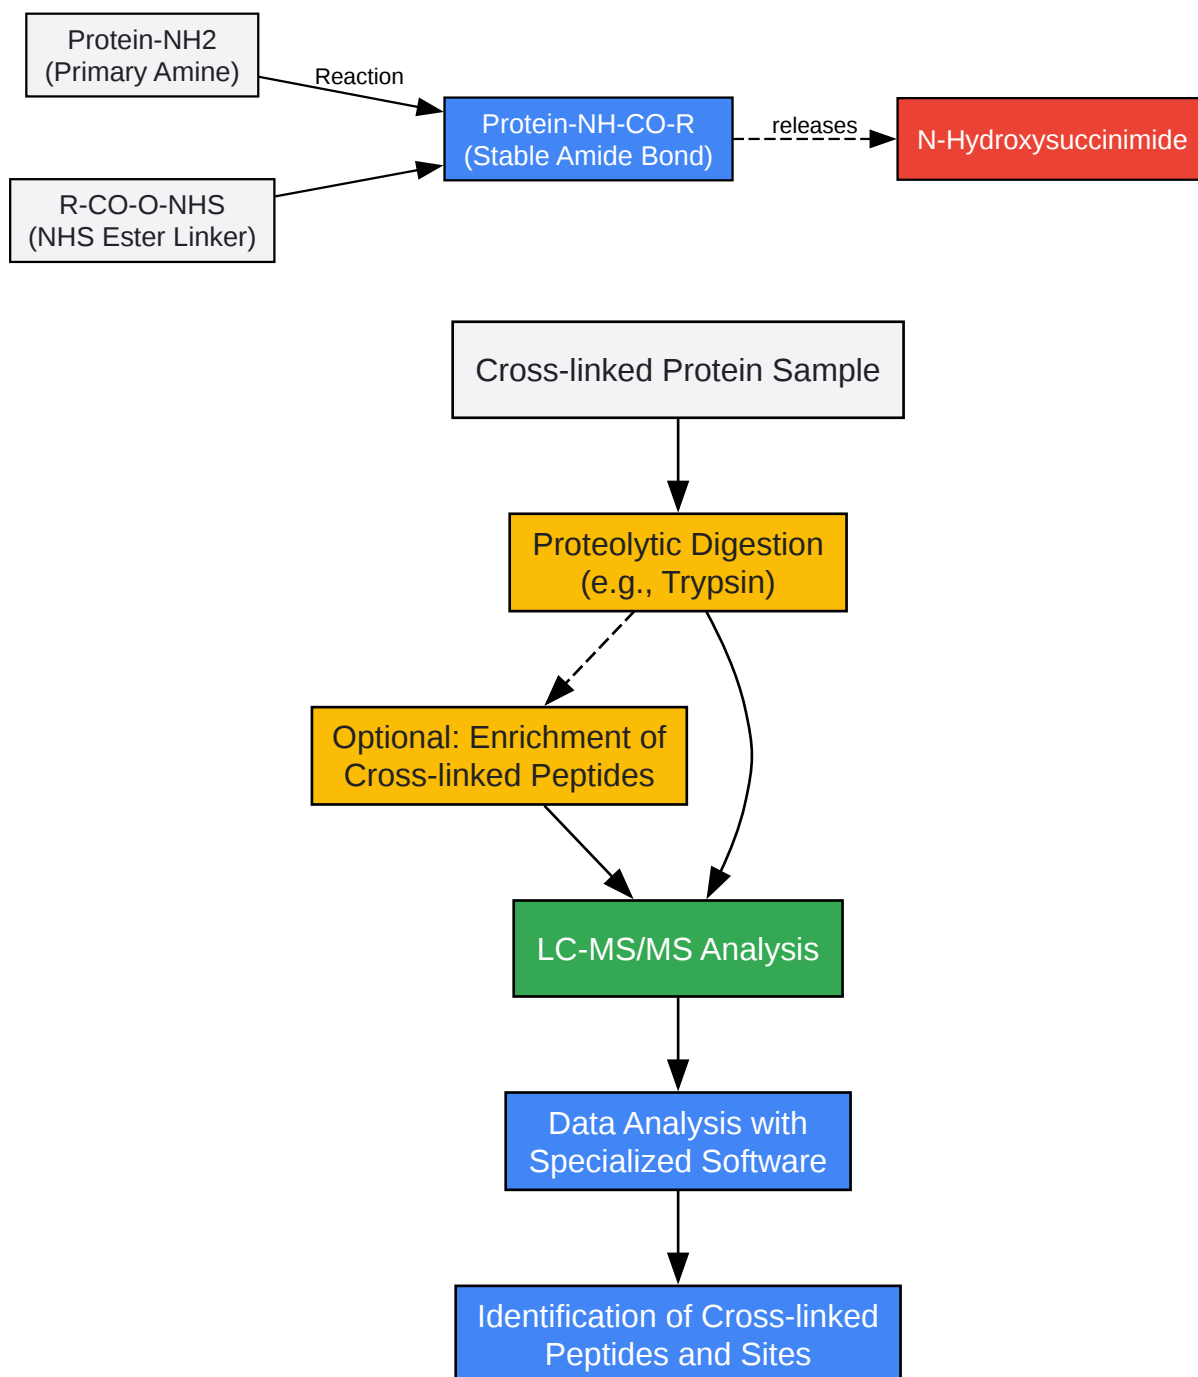 Protein-NH2
(Primary Amine)
Reaction
Protein-NH-CO-R
(Stable Amide Bond)
releases
N-Hydroxysuccinimide
R-CO-O-NHS
(NHS Ester Linker)
Cross-linked Protein Sample
Proteolytic Digestion
(e.g., Trypsin)
Optional: Enrichment of
Cross-linked Peptides
LC-MS/MS Analysis
Data Analysis with
Specialized Software
Identification of Cross-linked
Peptides and Sites